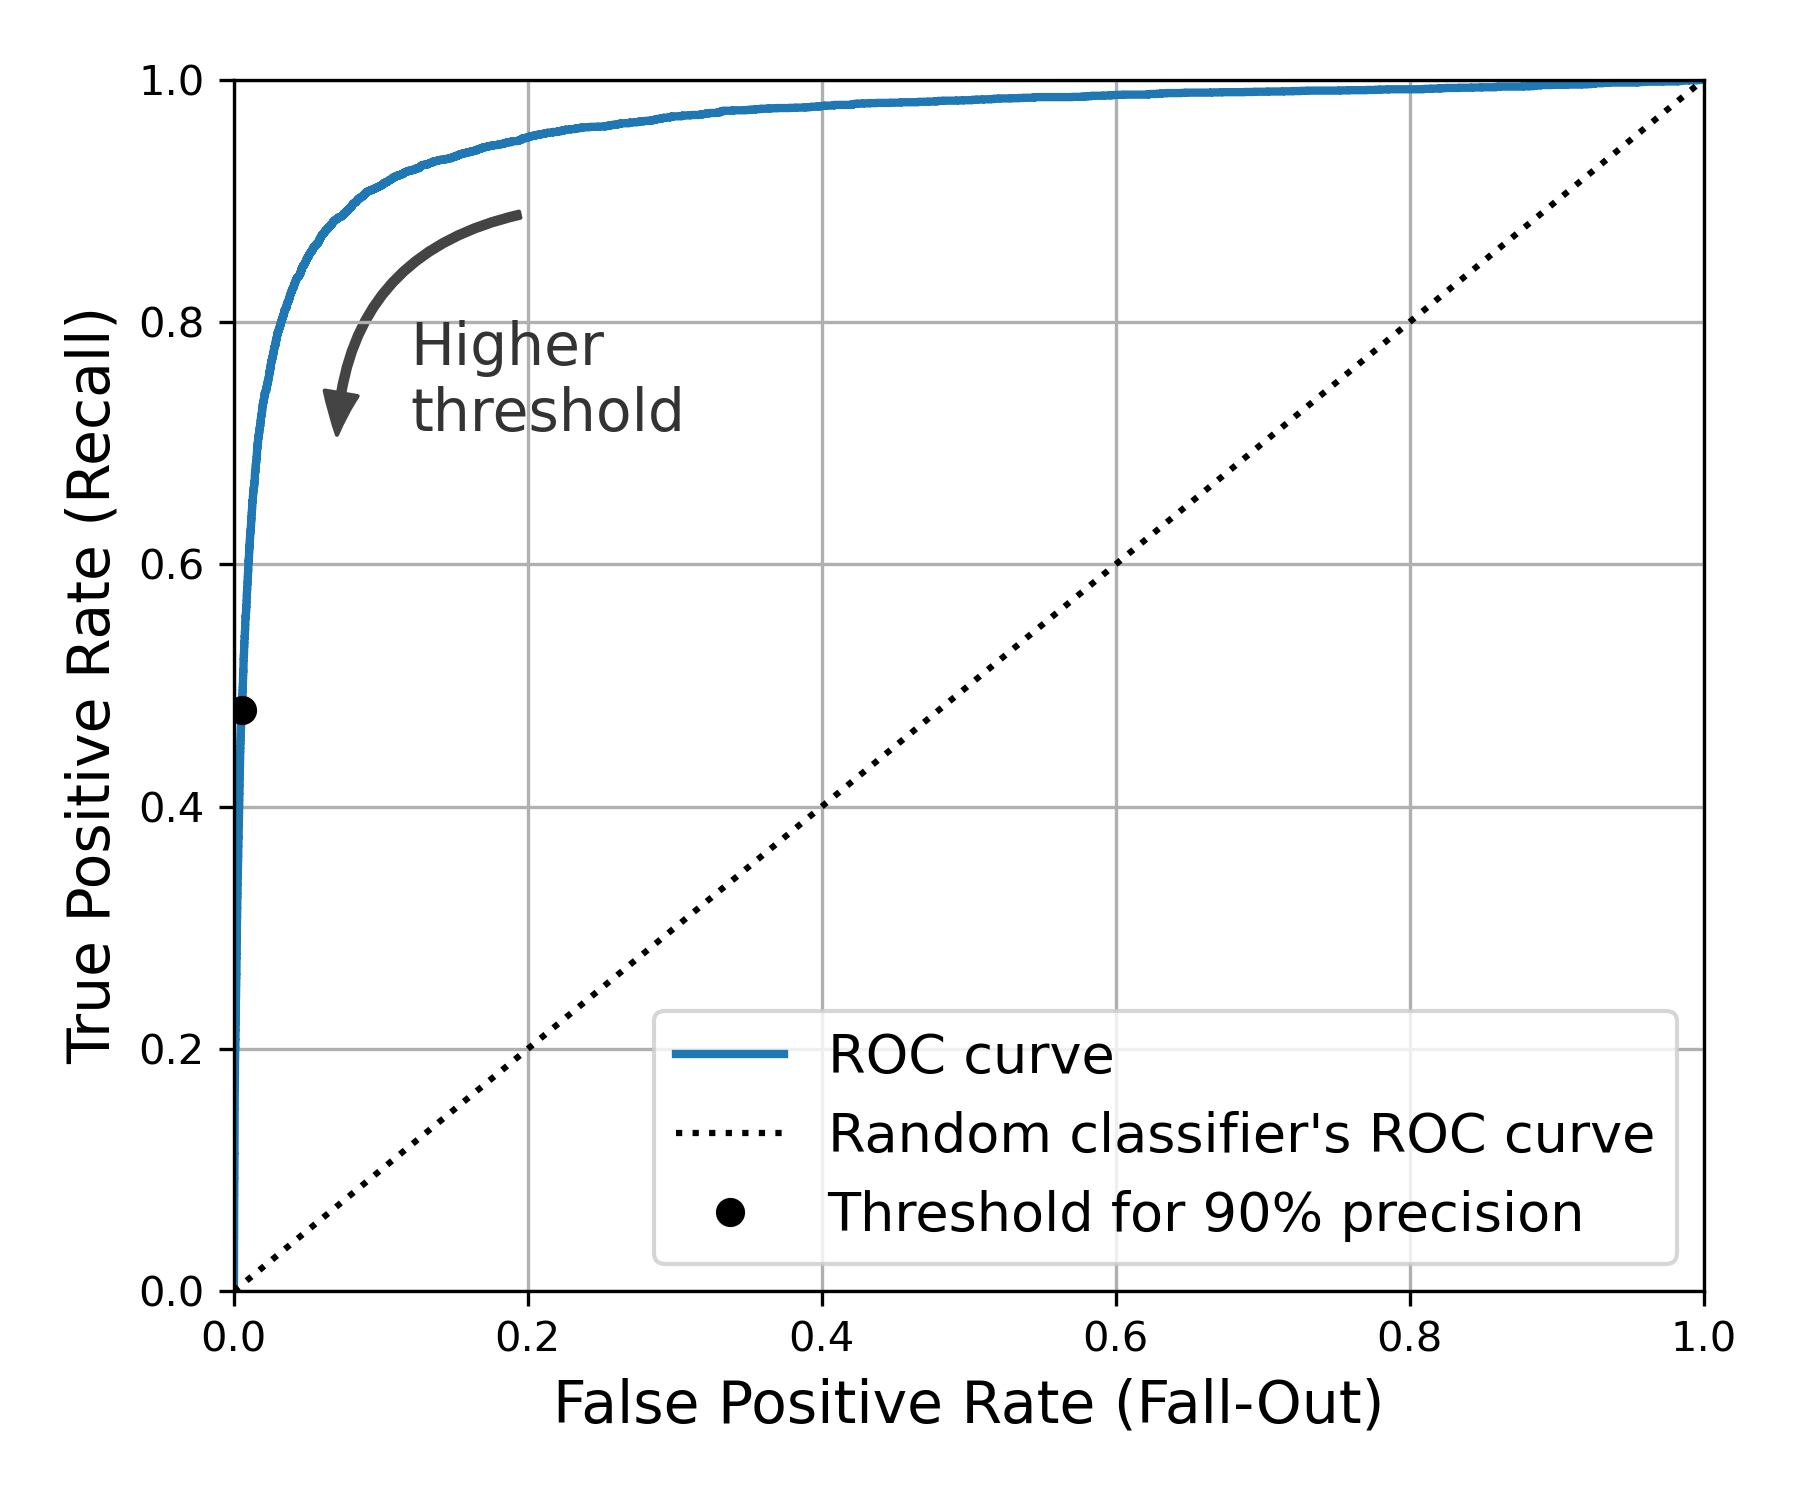 1.0
0.8
0.6
0.4
0.2
0.0
True Positive Rate (Recall)
Higher
threshold
ROC curve
Random classifier's ROC curve
Threshold for 90% precision
0.0 0.2 0.4 0.6 0.8 1.0
False Positive Rate (Fall-Out)